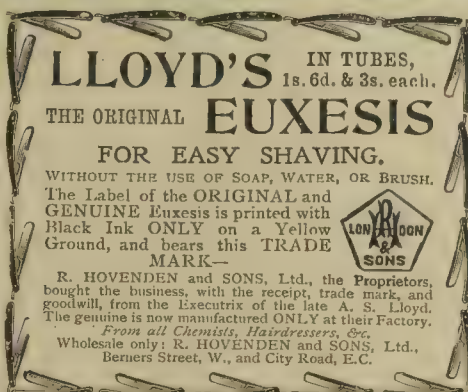 LLOYD'S IN TUBES,
1s. 6d. & 3s. each.
THE ORIGINAL EUXESIS
FOR EASY SHAVING.
WITHOUT THE USE OF SOAP, WATER, OR BRUSH.
The Label of the ORIGINAL and
GENUINE Euxesis is printed with
Black Ink ONLY on a Yellow
Ground, and bears this TRADE
MARK—
R
H
LONDON
&
SONS
R. HOVENDEN and SONS, Ltd., the Proprietors,
bought the business, with the receipt, trade mark, and
goodwill, from the Executrix of the late A. S. Lloyd.
The genuine is now manufactured ONLY at their Factory.
From all Chemists, Hairdressers, &c.
Wholesale only: R. HOVENDEN and SONS, Ltd.,
Berners Street, W., and City Road, E.C.